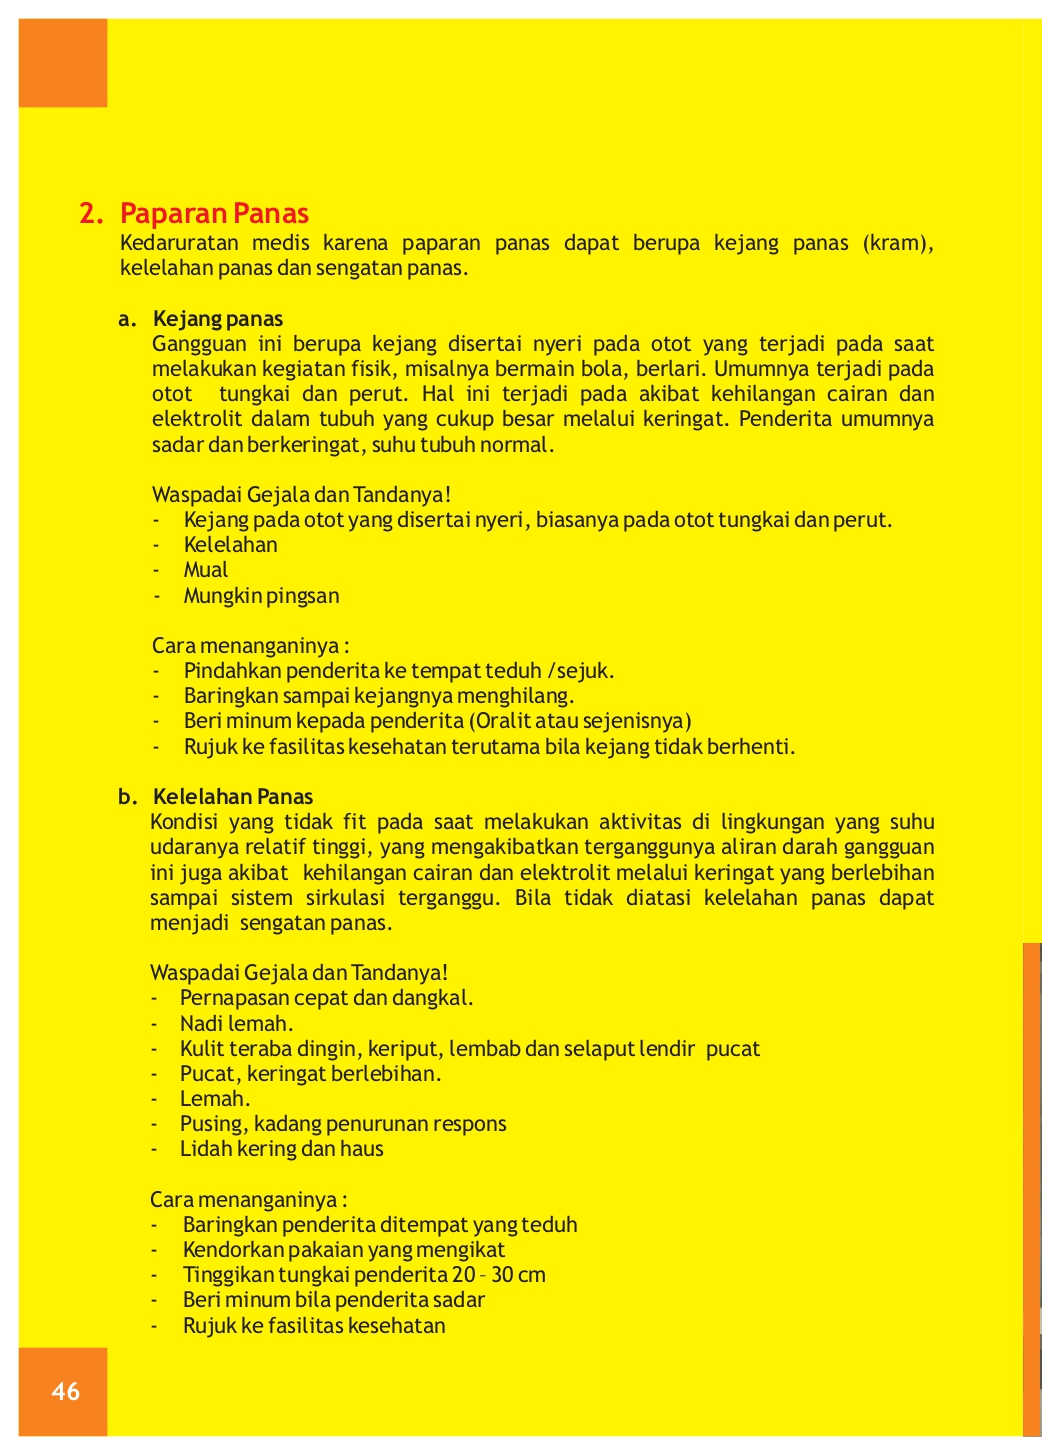 2. Paparan Panas
Kedaruratan medis karena paparan panas dapat berupa kejang panas (kram),
kelelahan panas dan sengatan panas.
a. Kejang panas
Gangguan ini berupa kejang disertai nyeri pada otot yang terjadi pada saat
melakukan kegiatan fisik, misalnya bermain bola, berlari. Umumnya terjadi pada
otot tungkai dan perut. Hal ini terjadi pada akibat kehilangan cairan dan
elektrolit dalam tubuh yang cukup besar melalui keringat. Penderita umumnya
sadar dan berkeringat, suhu tubuh normal.
Waspadai Gejala dan Tandanya!
- Kejang pada otot yang disertai nyeri, biasanya pada otot tungkai dan perut.
- Kelelahan
- Mual
- Mungkin pingsan
Cara menanganinya :
- Pindahkan penderita ke tempat teduh /sejuk.
- Baringkan sampai kejangnya menghilang.
- Beri minum kepada penderita (Oralit atau sejenisnya)
- Rujuk ke fasilitas kesehatan terutama bila kejang tidak berhenti.
b. Kelelahan Panas
Kondisi yang tidak fit pada saat melakukan aktivitas di lingkungan yang suhu
udaranya relatif tinggi, yang mengakibatkan terganggunya aliran darah gangguan
ini juga akibat kehilangan cairan dan elektrolit melalui keringat yang berlebihan
sampai sistem sirkulasi terganggu. Bila tidak diatasi kelelahan panas dapat
menjadi sengatan panas.
Waspadai Gejala dan Tandanya!
- Pernapasan cepat dan dangkal.
- Nadi lemah.
- Kulit teraba dingin, keriput, lembab dan selaput lendir pucat
- Pucat, keringat berlebihan.
- Lemah.
- Pusing, kadang penurunan respons
- Lidah kering dan haus
Cara menanganinya :
- Baringkan penderita ditempat yang teduh
- Kendorkan pakaian yang mengikat
- Tinggikan tungkai penderita 20 – 30 cm
- Beri minum bila penderita sadar
- Rujuk ke fasilitas kesehatan
46